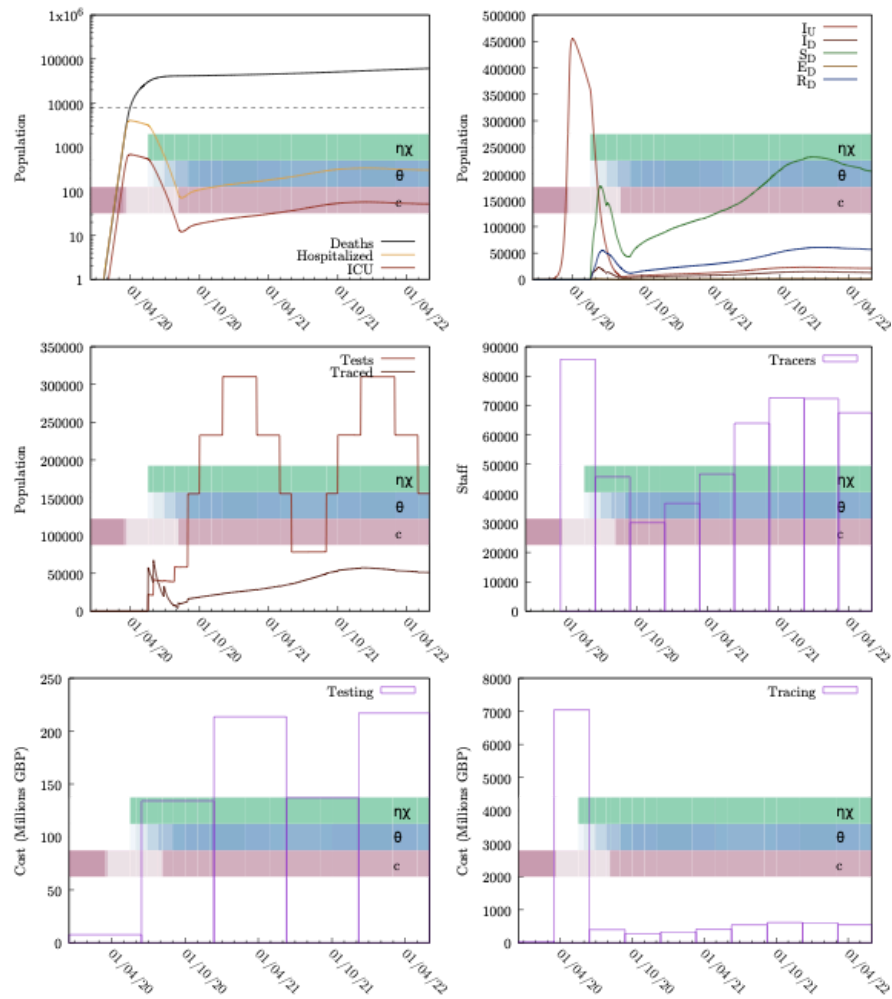 1x10^6
100000
10000
1000
100
10
1
Population
ηχ
θ
c
Deaths
Hospitalized
ICU
01/04/20
01/10/20
01/04/21
01/10/21
01/04/22
500000
450000
400000
350000
300000
250000
200000
150000
100000
50000
0
Population
I_U
I_D
S_D
E_D
R_D
ηχ
θ
c
01/04/20
01/10/20
01/04/21
01/10/21
01/04/22
350000
300000
250000
200000
150000
100000
50000
0
Population
Tests
Traced
ηχ
θ
c
01/04/20
01/10/20
01/04/21
01/10/21
01/04/22
90000
80000
70000
60000
50000
40000
30000
20000
10000
0
Staff
Tracers
ηχ
θ
c
01/04/20
01/10/20
01/04/21
01/10/21
01/04/22
250
200
150
100
50
0
Cost (Millions GBP)
Testing
ηχ
θ
c
01/04/20
01/10/20
01/04/21
01/10/21
01/04/22
8000
7000
6000
5000
4000
3000
2000
1000
0
Cost (Millions GBP)
Tracing
ηχ
θ
c
01/04/20
01/10/20
01/04/21
01/10/21
01/04/22